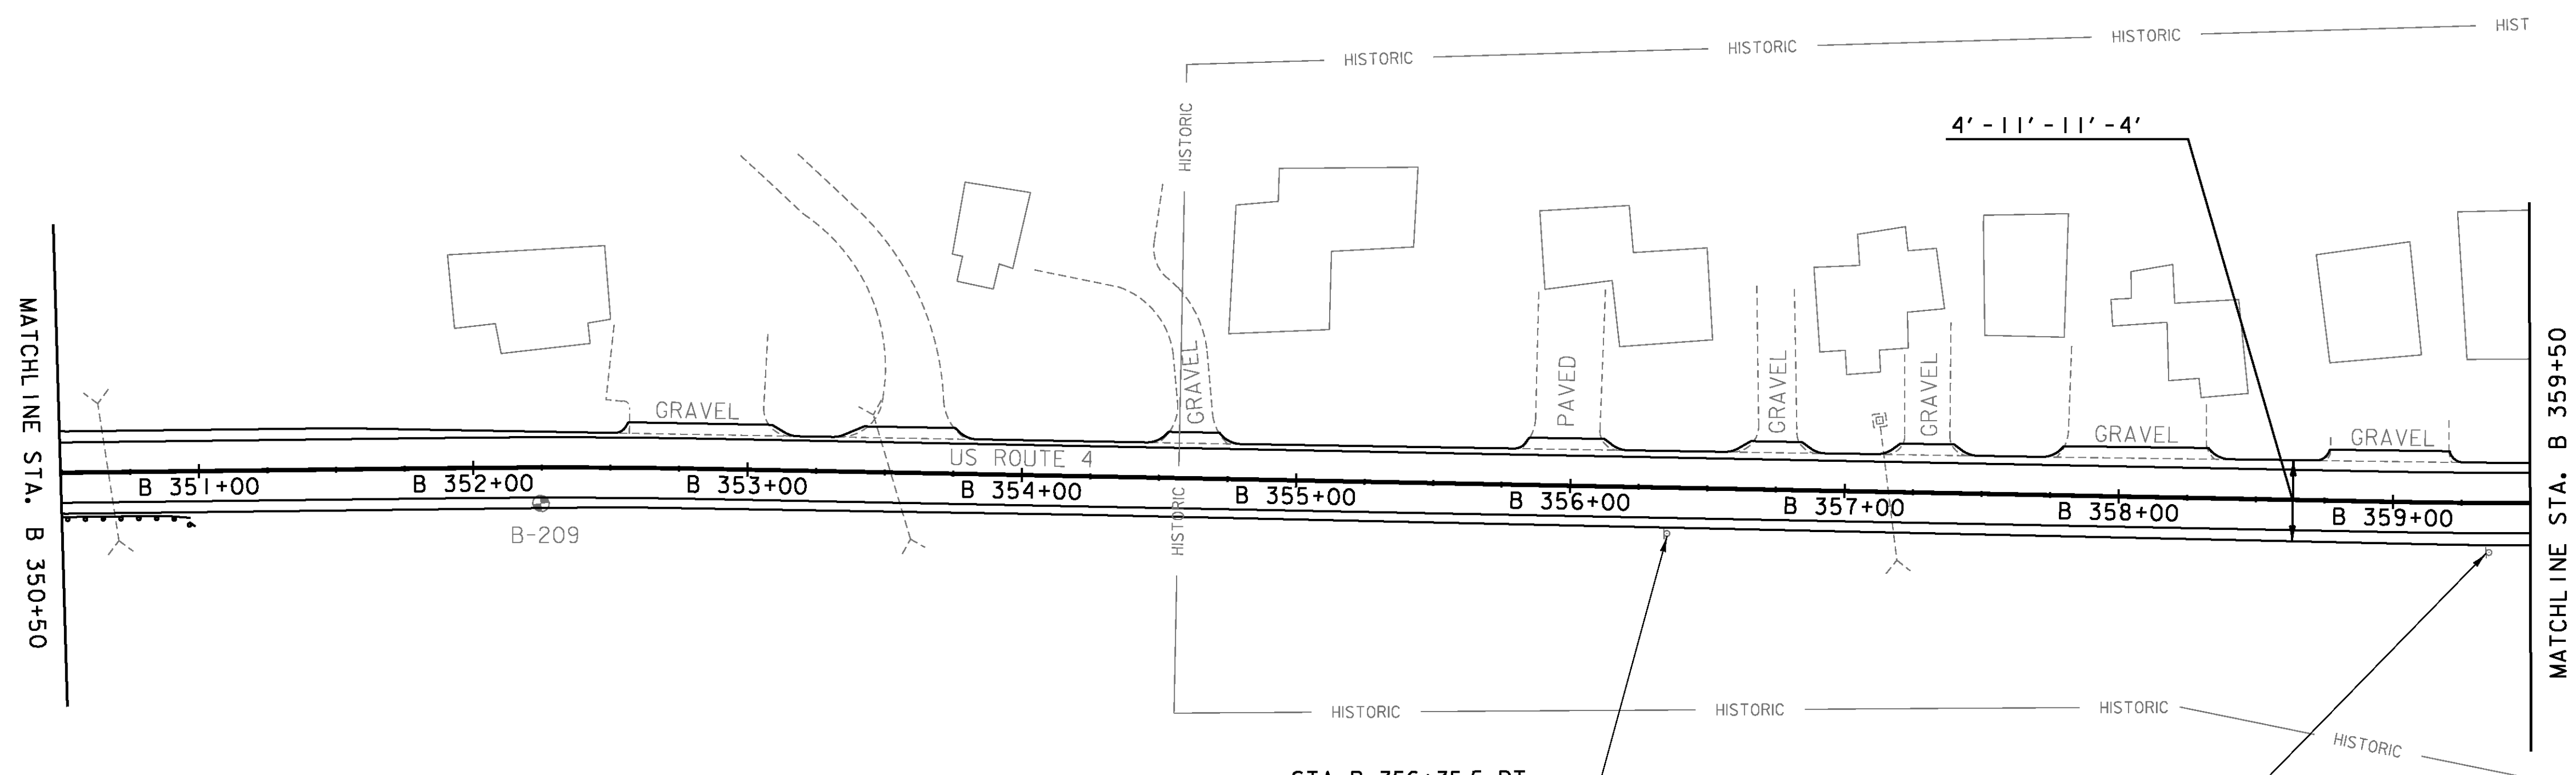 HISTORIC HISTORIC HISTORIC HIST
HISTORIC
4'-11'-11'-4'
MATCHLINE STA. B 350+50
GRAVEL
GRAVEL
PAVED
GRAVEL
GRAVEL
GRAVEL
GRAVEL
MATCHLINE STA. B 359+50
US ROUTE 4
B 351+00 B 352+00 B 353+00 B 354+00 B 355+00 B 356+00 B 357+00 B 358+00 B 359+00
B-209
HISTORIC
HISTORIC HISTORIC HISTORIC HISTORIC